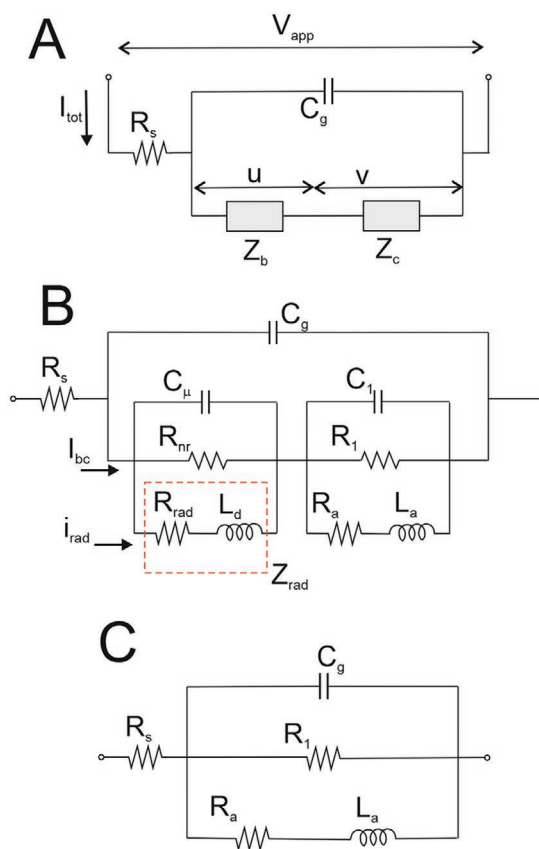 A
V_app
I_tot
R_s
C_g
u
v
Z_b
Z_c
B
C_g
R_s
C_μ
C_1
I_bc
R_nr
R_1
R_rad
L_d
R_a
L_a
i_rad
Z_rad
C
C_g
R_s
R_1
R_a
L_a